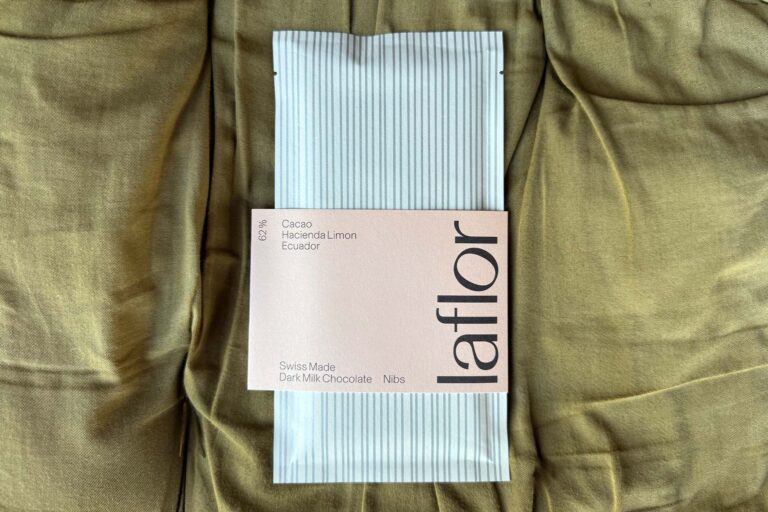 62 %
Cacao
Hacienda Limon
Ecuador
laflor
Swiss Made
Dark Milk Chocolate Nibs